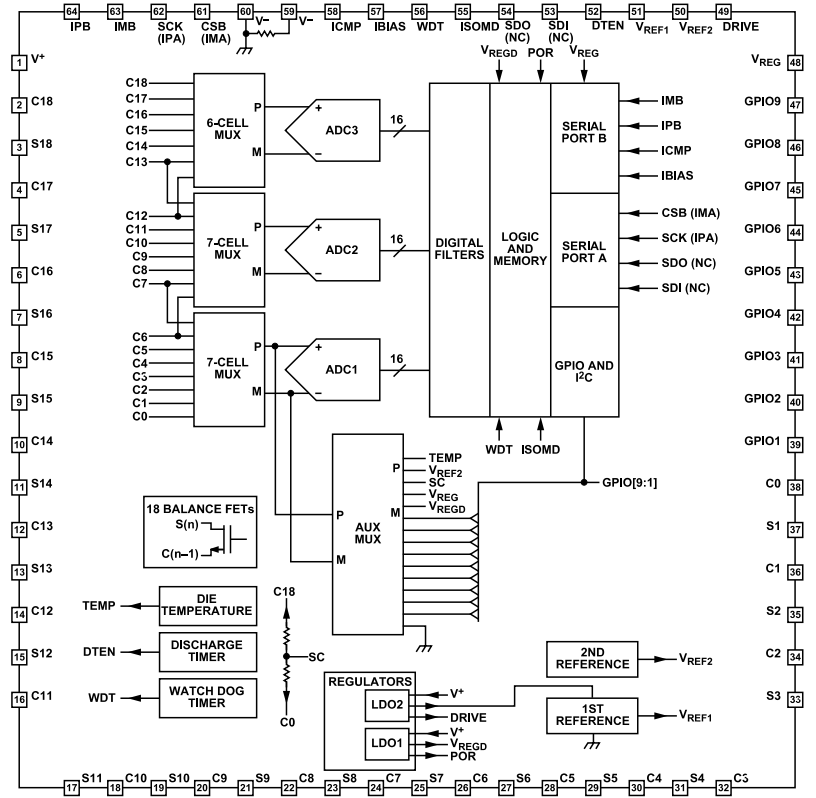 64 63 62 61 60 59 58 57 56 55 54 53 52 51 50 49
IPB IMB SCK (IPA) CSB (IMA) V– V– ICMP IBIAS WDT ISOMD SDO (NC) SDI (NC) DTEN VREF1 VREF2 DRIVE
1 V+
2 C18
3 S18
4 C17
5 S17
6 C16
7 S16
8 C15
9 S15
10 C14
11 S14
12 C13
13 S13
14 C12
15 S12
16 C11
VREG 48
GPIO9 47
GPIO8 46
GPIO7 45
GPIO6 44
GPIO5 43
GPIO4 42
GPIO3 41
GPIO2 40
GPIO1 39
C0 38
S1 37
C1 36
S2 35
C2 34
S3 33
C18
C17
C16
C15
C14
C13
6-CELL
MUX
P
M
+
–
ADC3
16
C12
C11
C10
C9
C8
C7
7-CELL
MUX
P
M
+
–
ADC2
16
C6
C5
C4
C3
C2
C1
C0
7-CELL
MUX
P
M
+
–
ADC1
16
DIGITAL
FILTERS
VREGD POR VREG
LOGIC
AND
MEMORY
SERIAL
PORT B
SERIAL
PORT A
GPIO AND
I2C
IMB
IPB
ICMP
IBIAS
CSB (IMA)
SCK (IPA)
SDO (NC)
SDI (NC)
WDT ISOMD
GPIO[9:1]
P
M
AUX
MUX
P
M
TEMP
VREF2
SC
VREG
VREGD
18 BALANCE FETs
S(n)
C(n–1)
TEMP
DIE
TEMPERATURE
DTEN
DISCHARGE
TIMER
WDT
WATCH DOG
TIMER
C18
SC
C0
REGULATORS
LDO2
V+
DRIVE
LDO1
V+
VREGD
POR
2ND
REFERENCE
VREF2
1ST
REFERENCE
VREF1
S11 C10 S10 C9 S9 C8 S8 C7 S7 C6 S6 C5 S5 C4 S4 C3
17 18 19 20 21 22 23 24 25 26 27 28 29 30 31 32